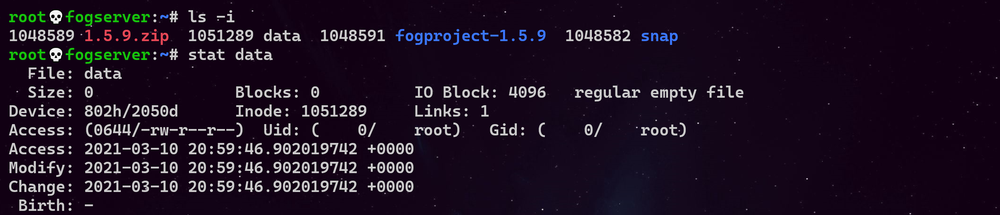 root💀fogserver:~# ls -i
1048589 1.5.9.zip  1051289 data  1048591 fogproject-1.5.9  1048582 snap
root💀fogserver:~# stat data
  File: data
  Size: 0               Blocks: 0          IO Block: 4096   regular empty file
Device: 802h/2050d      Inode: 1051289     Links: 1
Access: (0644/-rw-r--r--)  Uid: (    0/    root)   Gid: (    0/    root)
Access: 2021-03-10 20:59:46.902019742 +0000
Modify: 2021-03-10 20:59:46.902019742 +0000
Change: 2021-03-10 20:59:46.902019742 +0000
 Birth: -